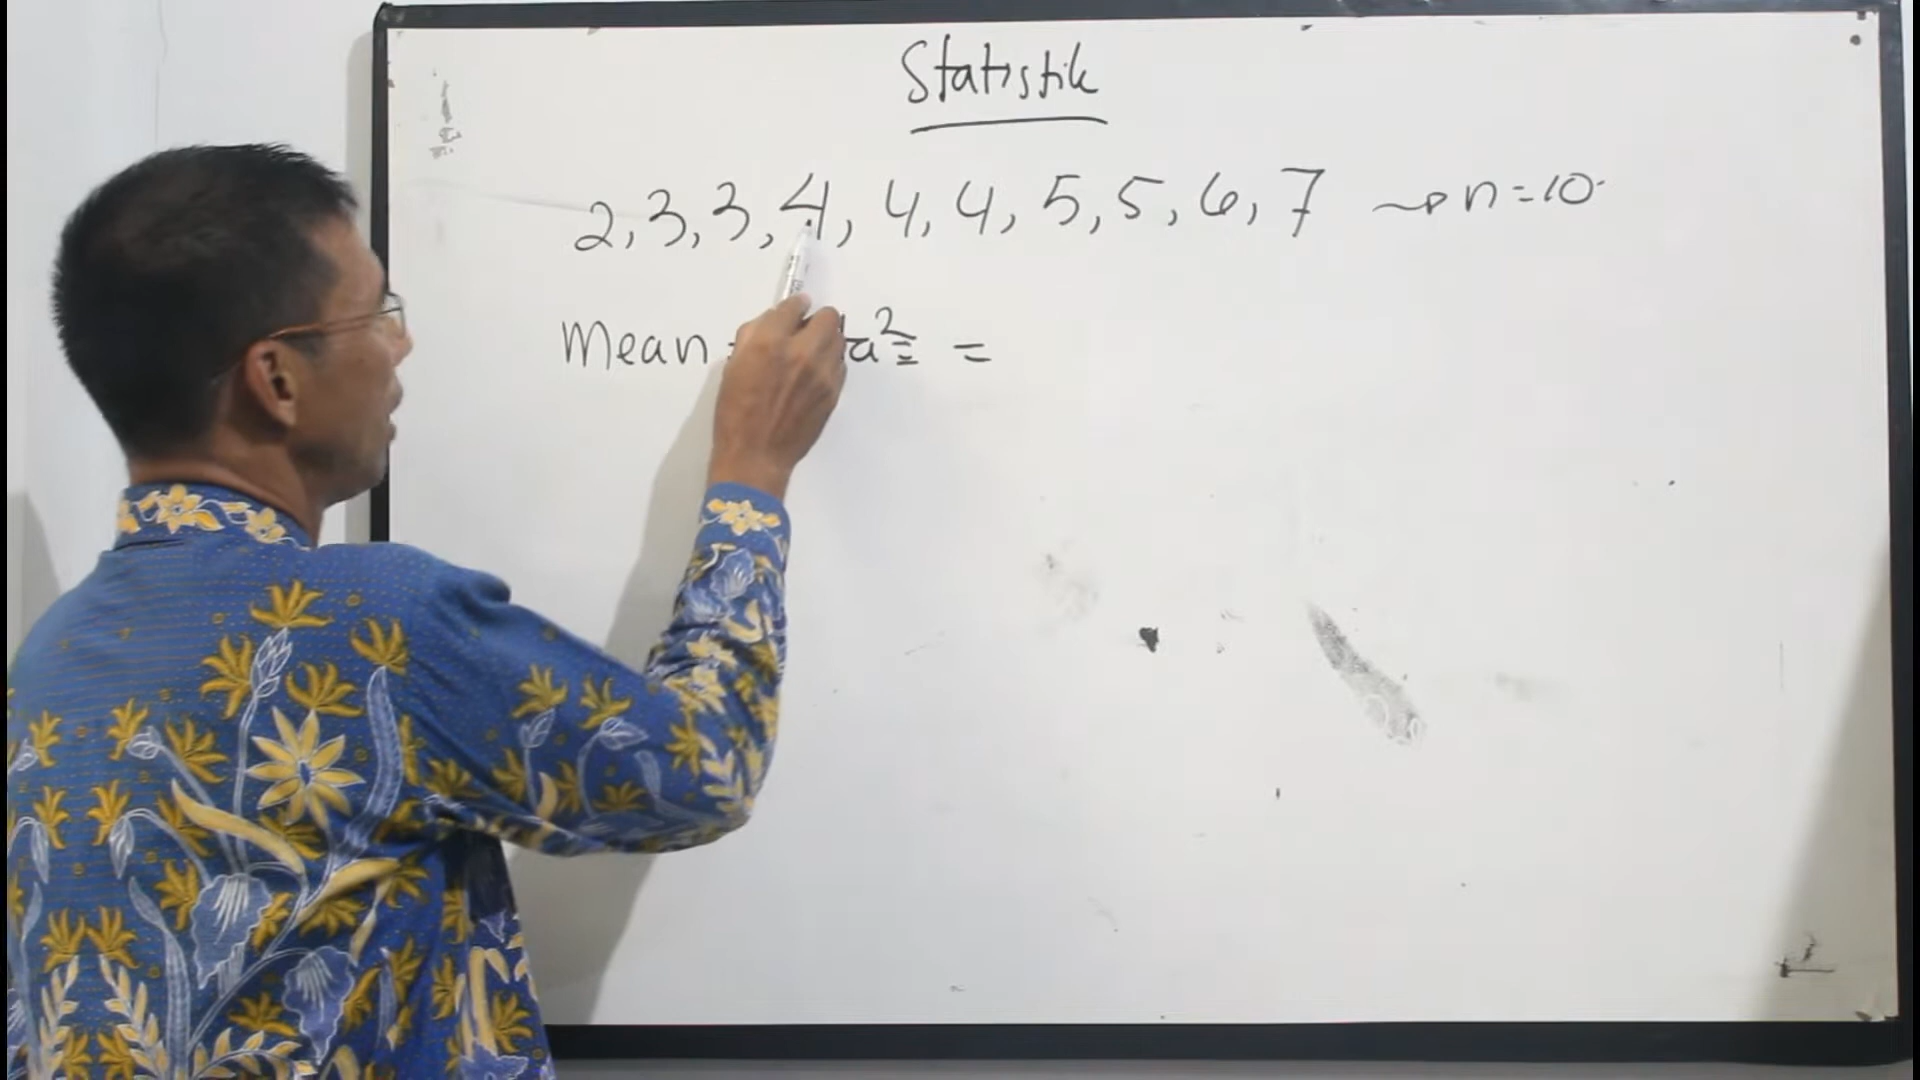 Statistik
2, 3, 3, 4, 4, 4, 5, 5, 6, 7 ⇝ n = 10
Mean =